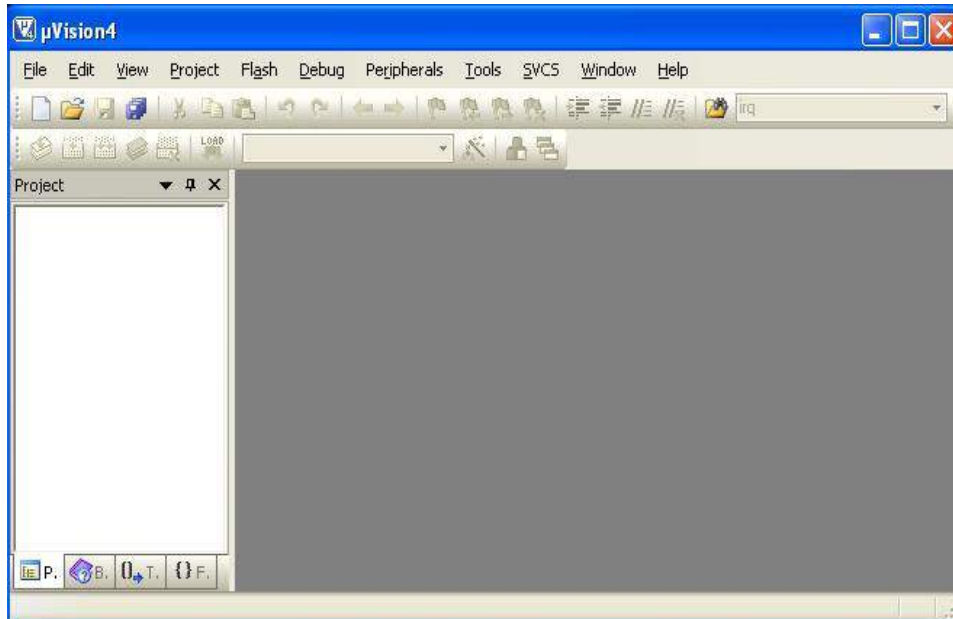 µVision4
File Edit View Project Flash Debug Peripherals Tools SVCS Window Help
irq
LOAD
Project
P. B. T. F.